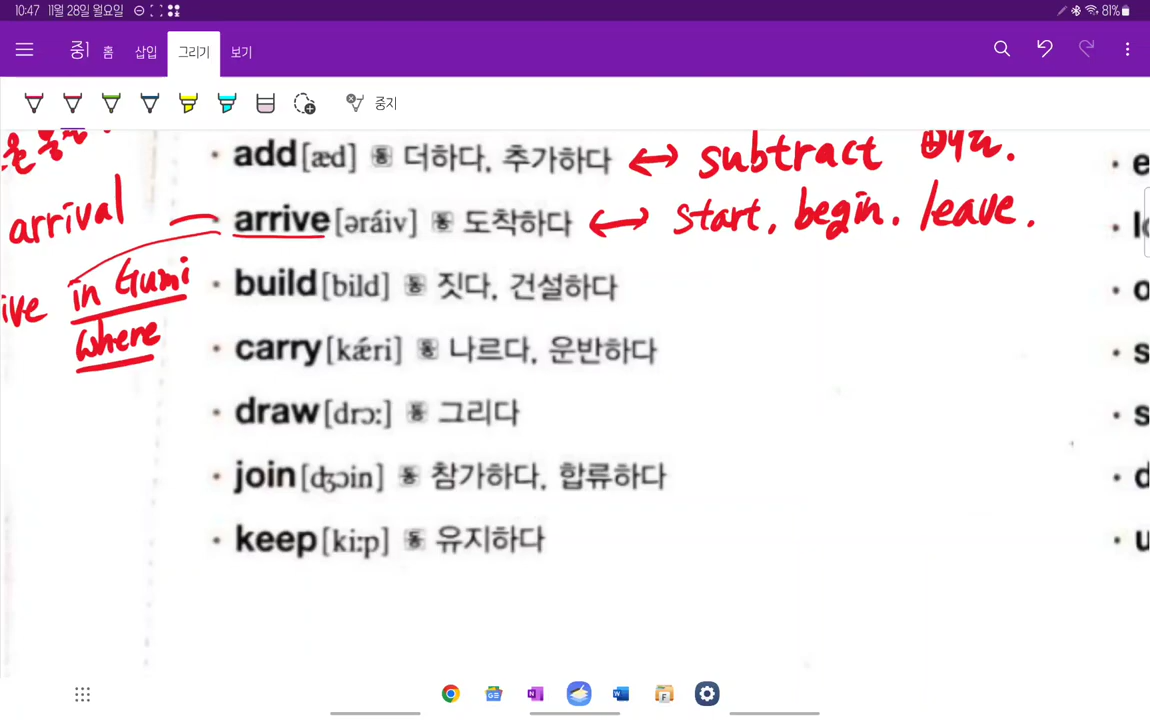 10:47 11월 28일 월요일
81%
중1 홈 삽입 그리기 보기
중지
add [æd] 동 더하다, 추가하다 ↔ subtract
arrival
arrive [əráiv] 동 도착하다 ↔ start, begin. leave.
in Gumi
build [bild] 동 짓다, 건설하다
ive
where
carry [kǽri] 동 나르다, 운반하다
draw [drɔː] 동 그리다
join [dʒɔin] 동 참가하다, 합류하다
keep [kiːp] 동 유지하다